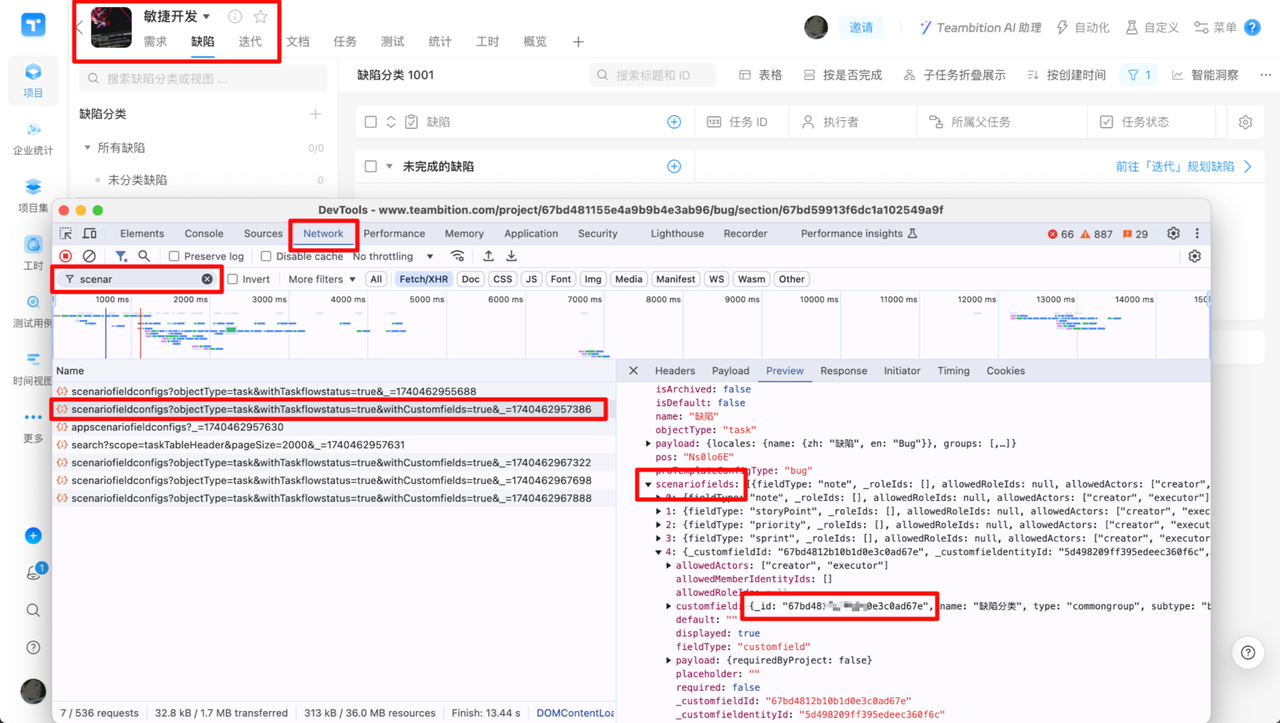 敏捷开发
需求 缺陷 迭代 文档 任务 测试 统计 工时 概览
邀请
Teambition AI 助理
自动化
自定义
菜单
项目
企业统计
项目集
工时
测试用例
时间视图
更多
1
搜索缺陷分类或视图 ...
缺陷分类
所有缺陷 0/0
未分类缺陷 0
缺陷分类 1001
搜索标题和 ID
表格 按是否完成 子任务折叠展示 按创建时间 1 智能洞察
缺陷 任务 ID 执行者 所属父任务 任务状态
未完成的缺陷 前往「迭代」规划缺陷
DevTools - www.teambition.com/project/67bd481155e4a9b9b4e3ab96/bug/section/67bd59913f6dc1a102549a9f
Elements Console Sources Network Performance Memory Application Security Lighthouse Recorder Performance insights 66 887 29
Preserve log Disable cache No throttling
scenar Invert More filters All Fetch/XHR Doc CSS JS Font Img Media Manifest WS Wasm Other
1000 ms 2000 ms 3000 ms 4000 ms 5000 ms 6000 ms 7000 ms 8000 ms 9000 ms 10000 ms 11000 ms 12000 ms 13000 ms 14000 ms
Name
scenariofieldconfigs?objectType=task&withTaskflowstatus=true&_=1740462955688
scenariofieldconfigs?objectType=task&withTaskflowstatus=true&withCustomfields=true&_=1740462957386
appscenariofieldconfigs?_=1740462957630
search?scope=taskTableHeader&pageSize=2000&_=1740462957631
scenariofieldconfigs?objectType=task&withTaskflowstatus=true&withCustomfields=true&_=1740462967322
scenariofieldconfigs?objectType=task&withTaskflowstatus=true&withCustomfields=true&_=1740462967698
scenariofieldconfigs?objectType=task&withTaskflowstatus=true&withCustomfields=true&_=1740462967888
Headers Payload Preview Response Initiator Timing Cookies
isArchived: false
isDefault: false
name: "缺陷"
objectType: "task"
payload: {locales: {name: {zh: "缺陷", en: "Bug"}}, groups: [,…]}
pos: "Ns0lo6E"
proTemplateConfigType: "bug"
scenariofields: [{fieldType: "note", _roleIds: [], allowedRoleIds: null, allowedActors: ["creator", "executor"],
0: {fieldType: "note", _roleIds: [], allowedRoleIds: null, allowedActors: ["creator", "executor"
1: {fieldType: "storyPoint", _roleIds: [], allowedRoleIds: null, allowedActors: ["creator", "exec
2: {fieldType: "priority", _roleIds: [], allowedRoleIds: null, allowedActors: ["creator", "execut
3: {fieldType: "sprint", _roleIds: [], allowedRoleIds: null, allowedActors: ["creator", "executor
4: {_customfieldId: "67bd4812b10b1d0e3c0ad67e", _customfieldentityId: "5d498209ff395edeec360f6c",
allowedActors: ["creator", "executor"]
allowedMemberIdentityIds: []
allowedRoleIds: null
customfield: {_id: "67bd48 0e3c0ad67e", name: "缺陷分类", type: "commongroup", subtype: "b
default: ""
displayed: true
fieldType: "customfield"
payload: {requiredByProject: false}
placeholder: ""
required: false
_customfieldId: "67bd4812b10b1d0e3c0ad67e"
_customfieldentityId: "5d498209ff395edeec360f6c"
7 / 536 requests 32.8 kB / 1.7 MB transferred 313 kB / 36.0 MB resources Finish: 13.44 s DOMContentLoa